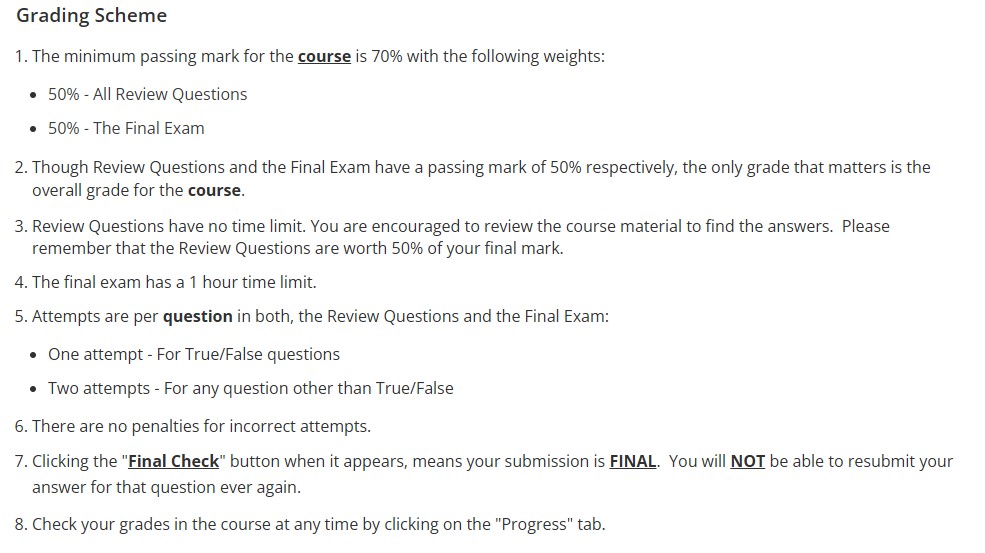 Grading Scheme
1. The minimum passing mark for the course is 70% with the following weights:
• 50% - All Review Questions
• 50% - The Final Exam
2. Though Review Questions and the Final Exam have a passing mark of 50% respectively, the only grade that matters is the
overall grade for the course.
3. Review Questions have no time limit. You are encouraged to review the course material to find the answers.  Please
remember that the Review Questions are worth 50% of your final mark.
4. The final exam has a 1 hour time limit.
5. Attempts are per question in both, the Review Questions and the Final Exam:
• One attempt - For True/False questions
• Two attempts - For any question other than True/False
6. There are no penalties for incorrect attempts.
7. Clicking the "Final Check" button when it appears, means your submission is FINAL.  You will NOT be able to resubmit your
answer for that question ever again.
8. Check your grades in the course at any time by clicking on the "Progress" tab.